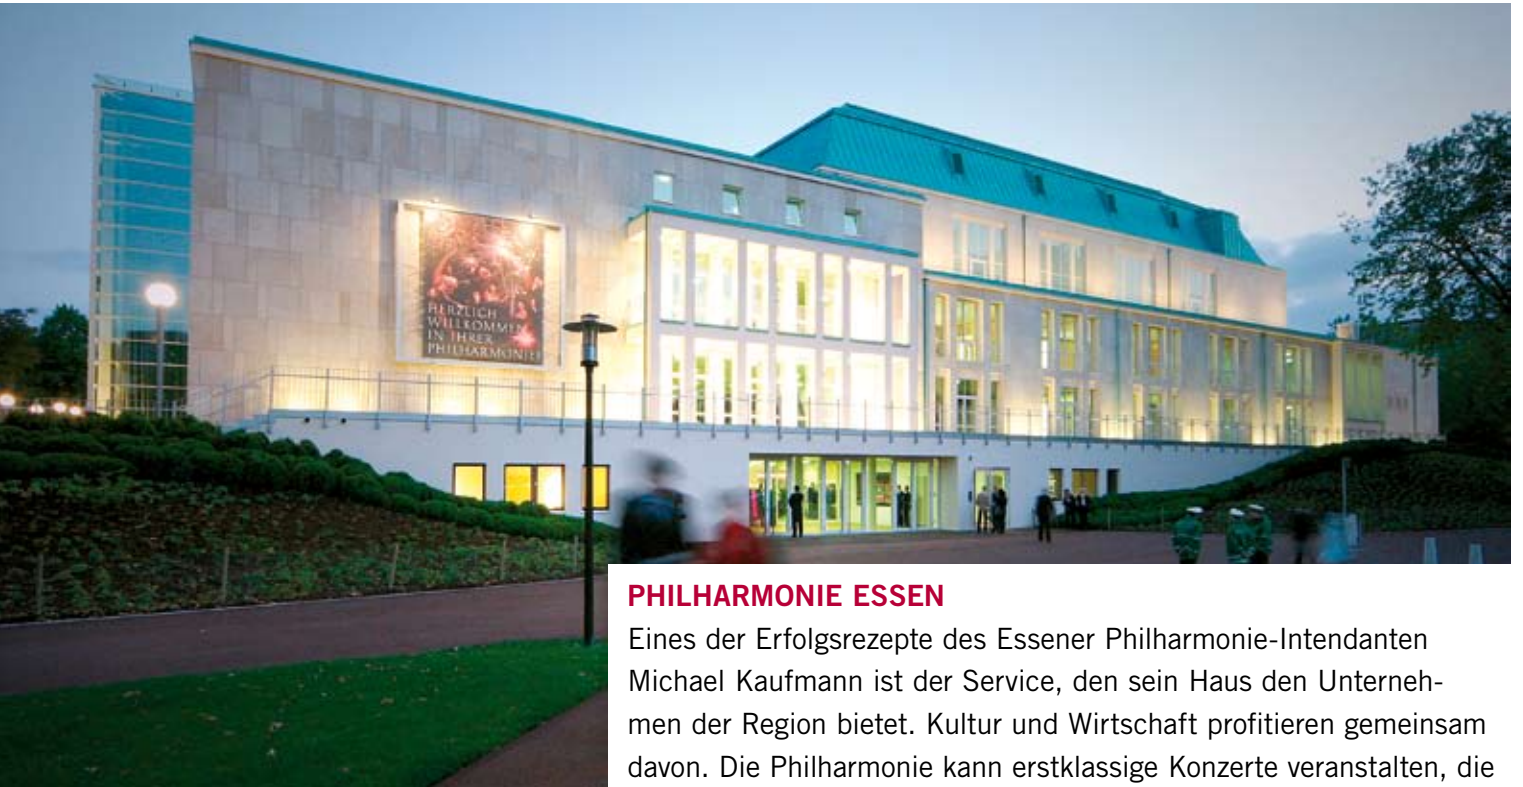 HERZLICH
WILLKOMMEN
IN IHRER
PHILHARMONIE!
PHILHARMONIE ESSEN
Eines der Erfolgsrezepte des Essener Philharmonie-Intendanten
Michael Kaufmann ist der Service, den sein Haus den Unterneh-
men der Region bietet. Kultur und Wirtschaft profitieren gemeinsam
davon. Die Philharmonie kann erstklassige Konzerte veranstalten, die